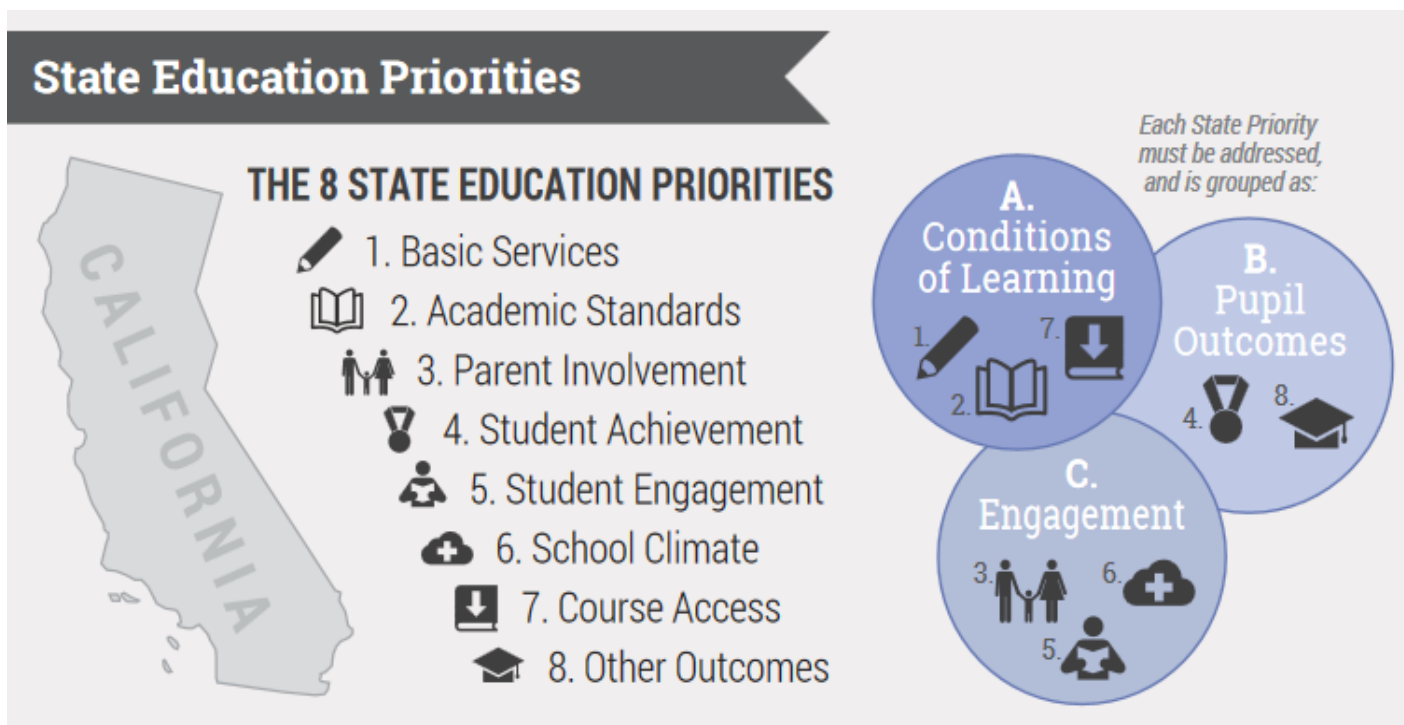 State Education Priorities
CALIFORNIA
THE 8 STATE EDUCATION PRIORITIES
1. Basic Services
2. Academic Standards
3. Parent Involvement
4. Student Achievement
5. Student Engagement
6. School Climate
7. Course Access
8. Other Outcomes
Each State Priority
must be addressed,
and is grouped as:
A.
Conditions
of Learning
1.
7.
2.
B.
Pupil
Outcomes
4.
8.
C.
Engagement
3.
6.
5.